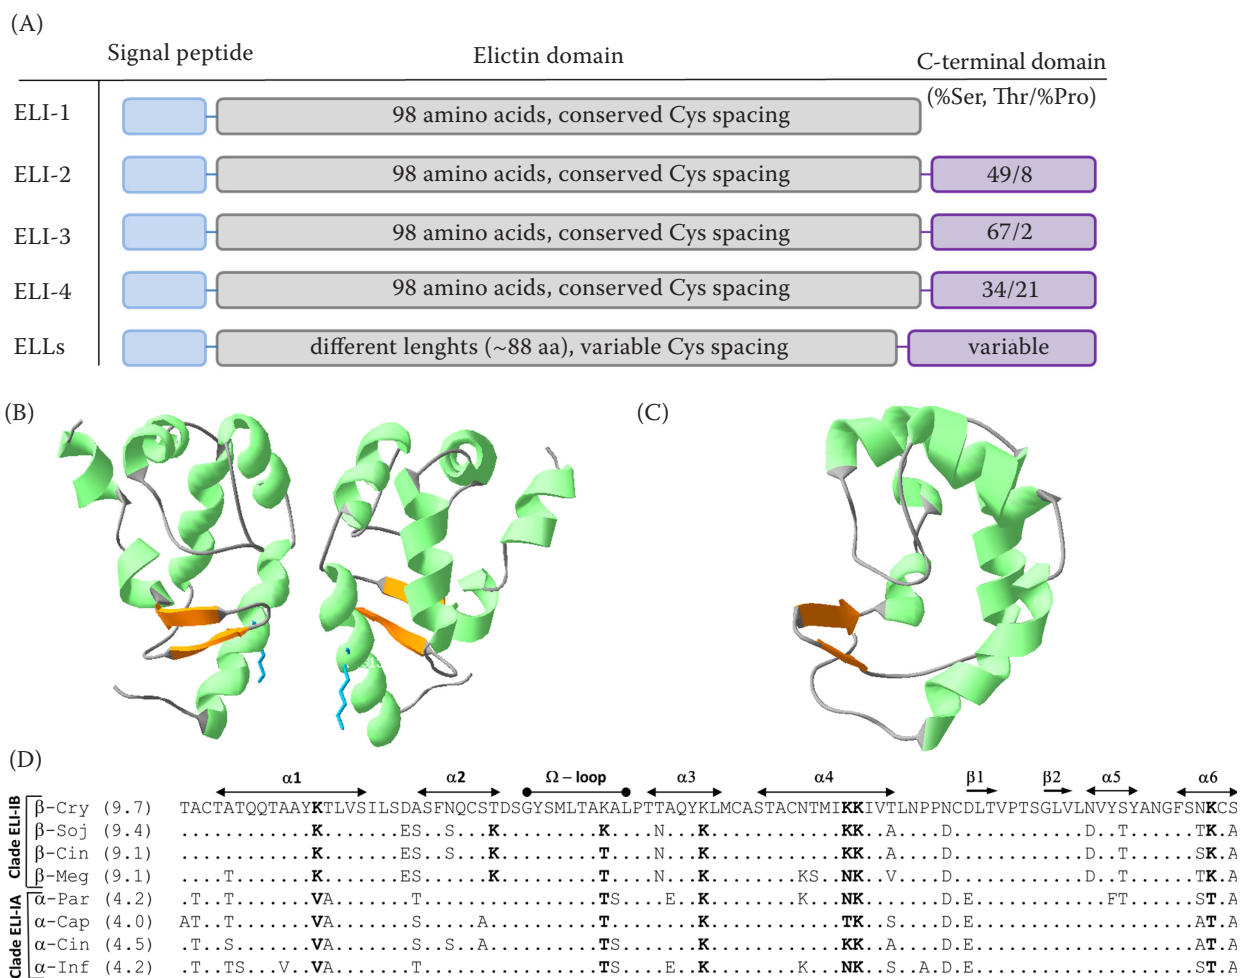 (A)
Signal peptide Elictin domain C-terminal domain
(%Ser, Thr/%Pro)
ELI-1 98 amino acids, conserved Cys spacing
ELI-2 98 amino acids, conserved Cys spacing 49/8
ELI-3 98 amino acids, conserved Cys spacing 67/2
ELI-4 98 amino acids, conserved Cys spacing 34/21
ELLs different lenghts (~88 aa), variable Cys spacing variable
(B) (C)
(D)
α1 α2 Ω – loop α3 α4 β1 β2 α5 α6
Clade ELI-IB
β-Cry (9.7) TACTATQQTAAYKTLVSILSDASFNQCSTDSGYSMLTAKALPTTAQYKLMCASTACNTMIKKIVTLNPPNCDLTVPTSGLVLNVYSYANGFSNKCS
β-Soj (9.4) ............K.......ES..S...K.........K....N...K............KK..A....D............D..T......TK.A
β-Cin (9.1) ............K.......ES..S...K.........T....N...K............KK..A....D............D..T......SK.A
β-Meg (9.1) ....T.......K.......ES......K.........T....N...K........KS..NK..V....D............D..T......TK.A
Clade ELI-IA
α-Par (4.2) .T..T.......VA.......T................TS....E..K........K...NK.......D.E............FT......ST.A
α-Cap (4.0) AT..T.......VA.......S.....A..........T........K............TK..S....D.E....................ST.A
α-Cin (4.5) .T..S.......VA.......S..S..A..........TS.......K............KK..A....D.E....................AT.A
α-Inf (4.2) .T.TS....V..VA.......T................TS....E..K........K...NK..S..A.D.E....................ST.A